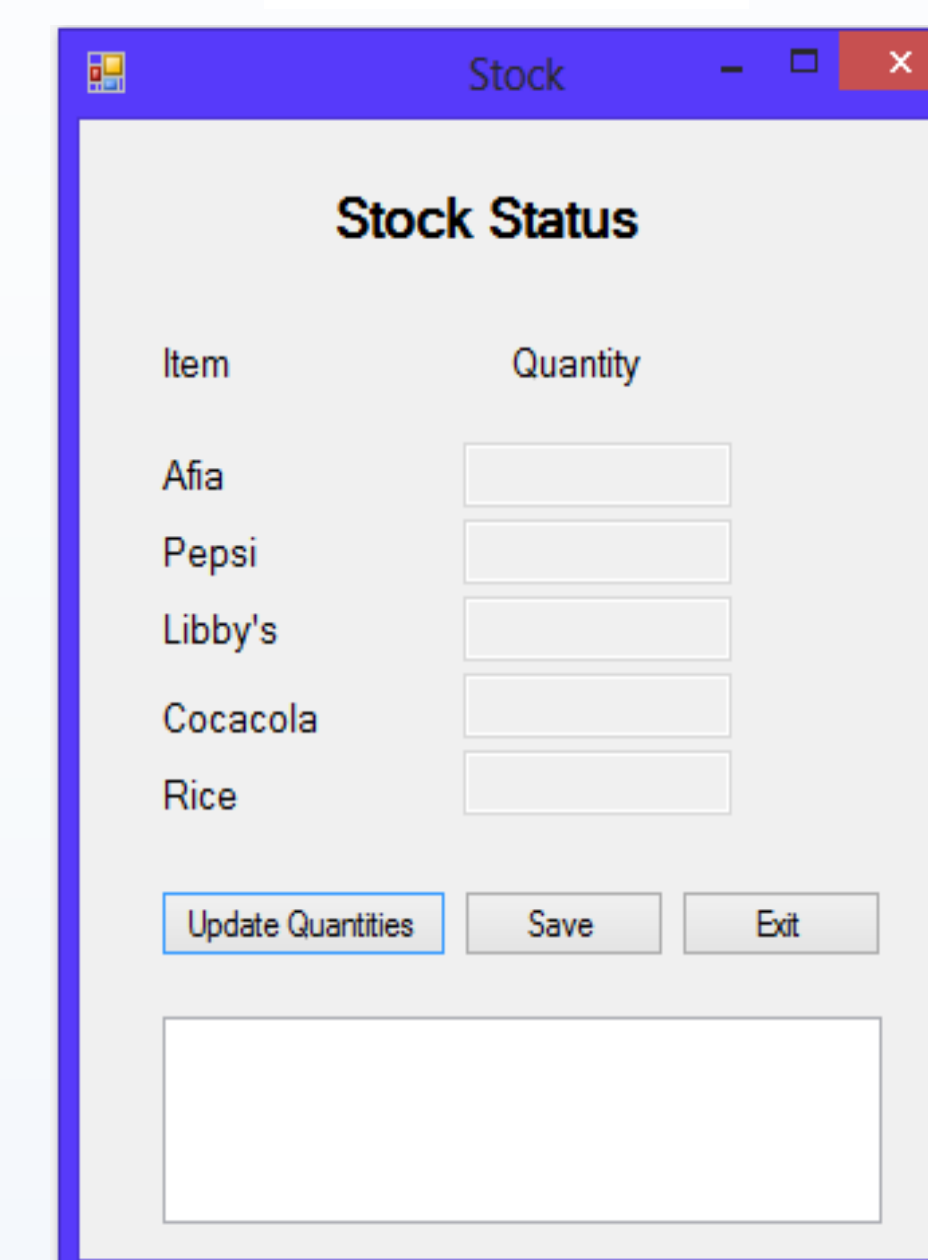 Stock
Stock Status
Item Quantity
Afia
Pepsi
Libby's
Cocacola
Rice
Update Quantities Save Exit